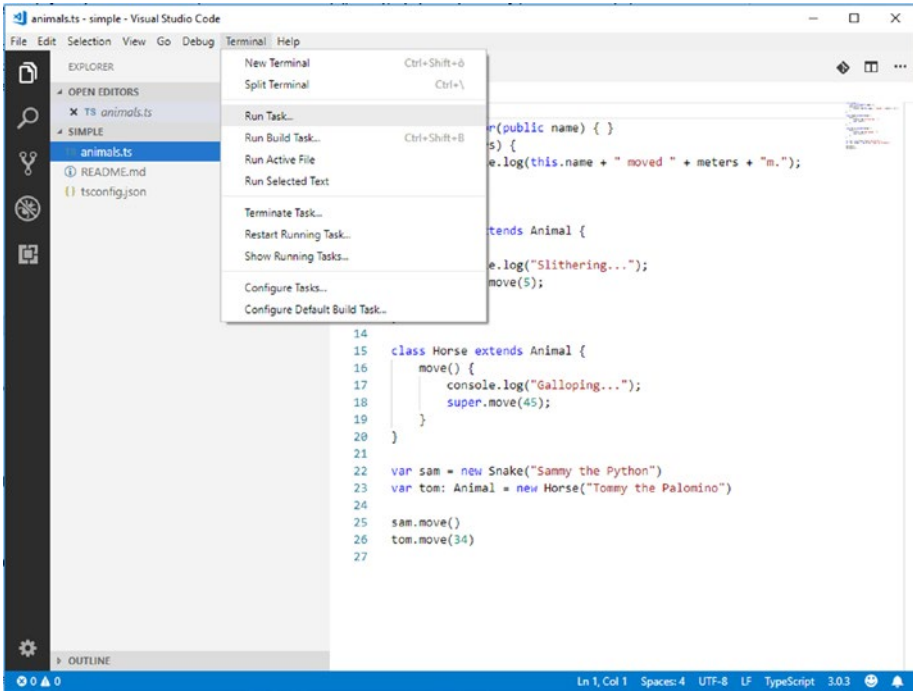 animals.ts - simple - Visual Studio Code
File Edit Selection View Go Debug Terminal Help
EXPLORER
OPEN EDITORS
TS animals.ts
SIMPLE
TS animals.ts
README.md
{} tsconfig.json
OUTLINE
New Terminal Ctrl+Shift+ò
Split Terminal Ctrl+\
Run Task...
Run Build Task... Ctrl+Shift+B
Run Active File
Run Selected Text
Terminate Task...
Restart Running Task...
Show Running Tasks...
Configure Tasks...
Configure Default Build Task...
r(public name) { }
s) {
e.log(this.name + " moved " + meters + "m.");
tends Animal {
e.log("Slithering...");
move(5);
14
15 class Horse extends Animal {
16 move() {
17 console.log("Galloping...");
18 super.move(45);
19 }
20 }
21
22 var sam = new Snake("Sammy the Python")
23 var tom: Animal = new Horse("Tommy the Palomino")
24
25 sam.move()
26 tom.move(34)
27
0 0 Ln 1, Col 1 Spaces: 4 UTF-8 LF TypeScript 3.0.3